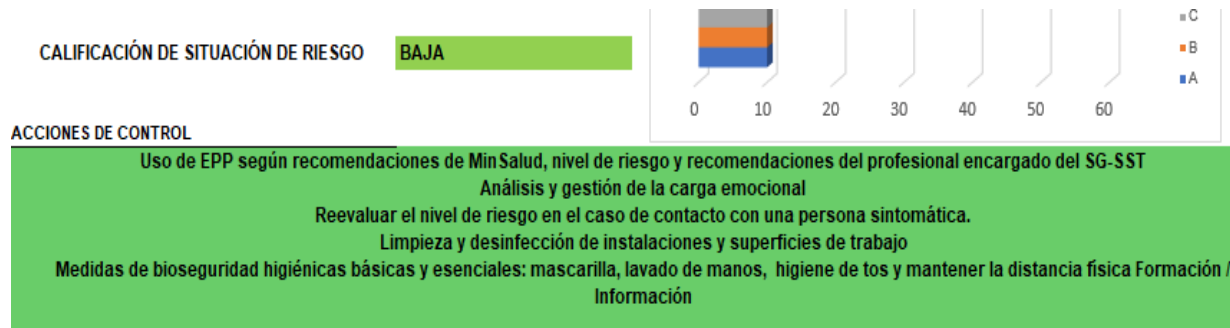 C
CALIFICACIÓN DE SITUACIÓN DE RIESGO BAJA
B
A
0 10 20 30 40 50 60
ACCIONES DE CONTROL
Uso de EPP según recomendaciones de MinSalud, nivel de riesgo y recomendaciones del profesional encargado del SG-SST
Análisis y gestión de la carga emocional
Reevaluar el nivel de riesgo en el caso de contacto con una persona sintomática.
Limpieza y desinfección de instalaciones y superficies de trabajo
Medidas de bioseguridad higiénicas básicas y esenciales: mascarilla, lavado de manos, higiene de tos y mantener la distancia física Formación /
Información